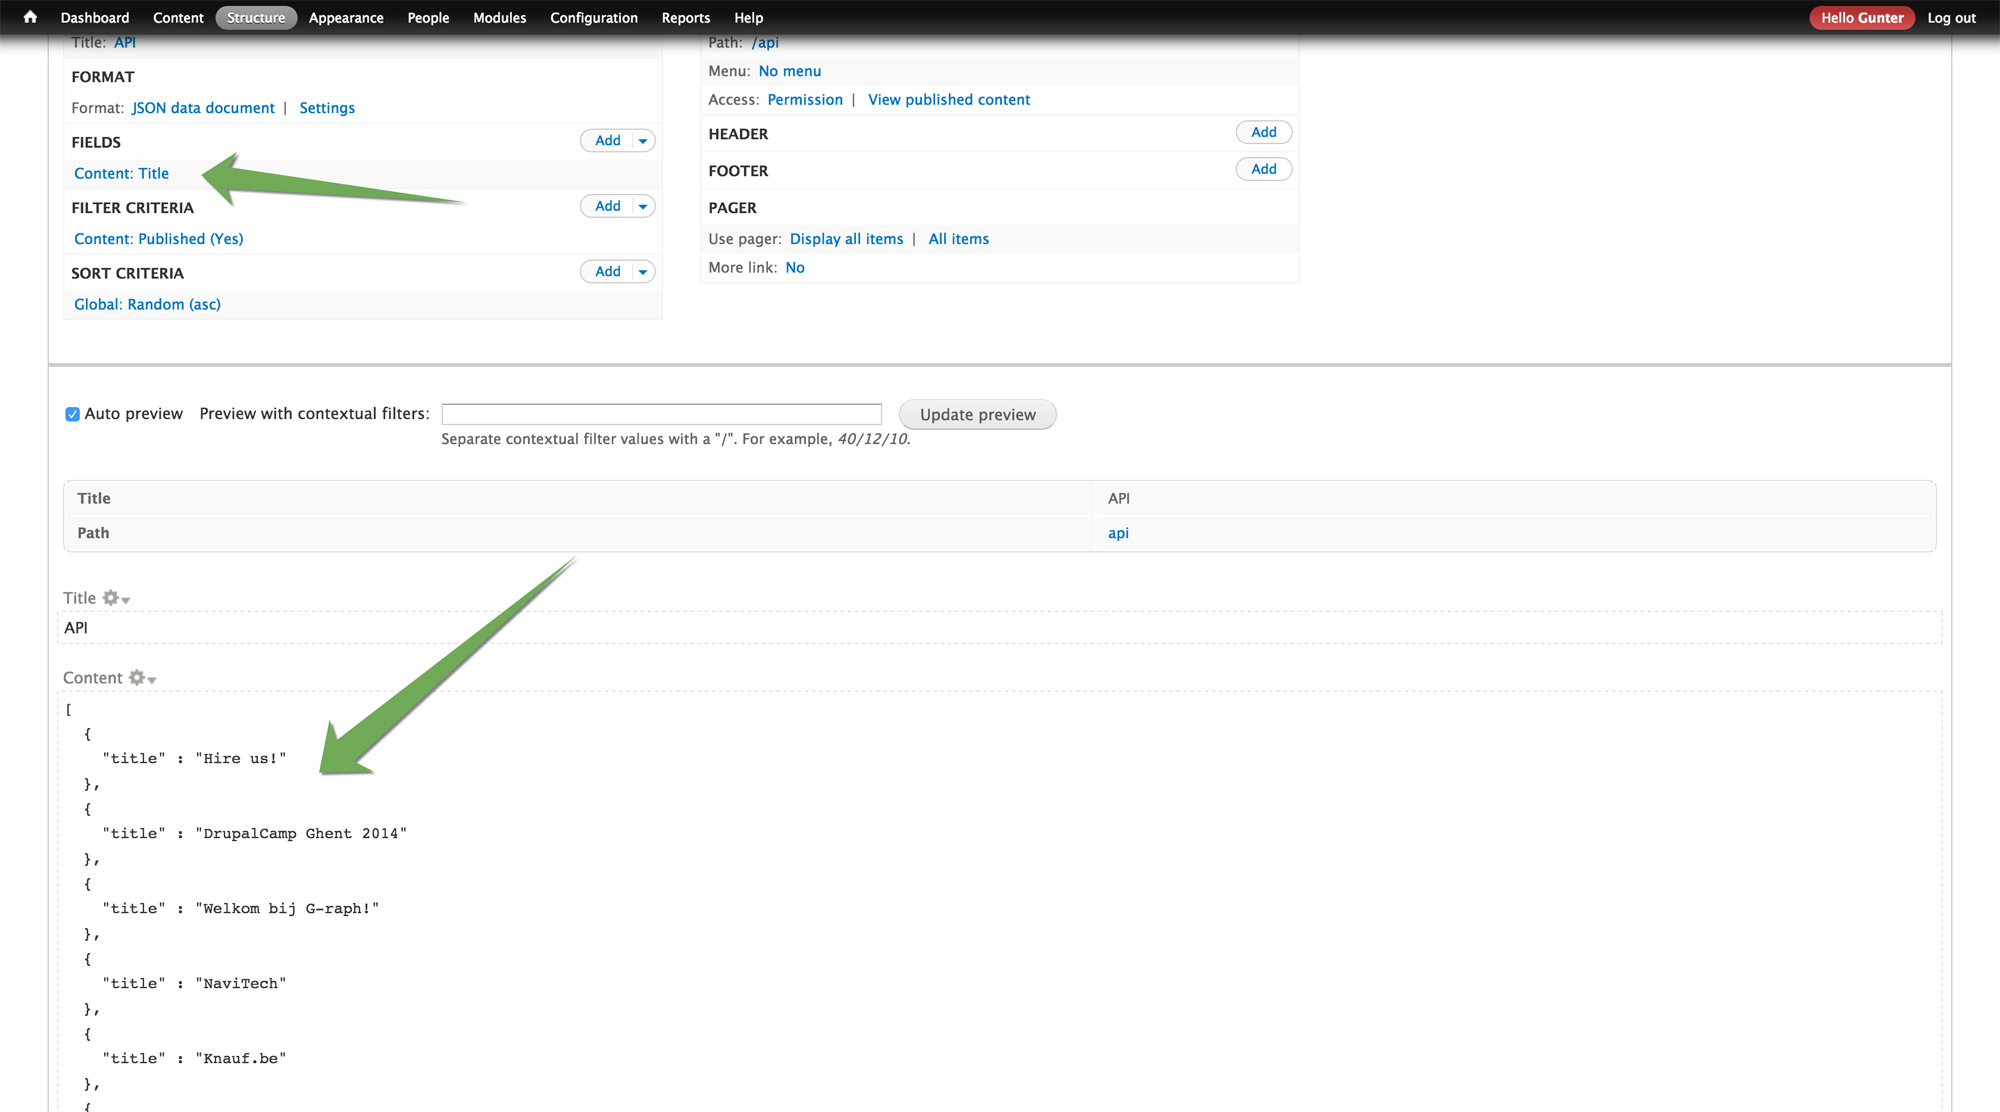 Dashboard Content Structure Appearance People Modules Configuration Reports Help Hello Gunter Log out
Title: API
FORMAT
Format: JSON data document | Settings
FIELDS Add
Content: Title
FILTER CRITERIA Add
Content: Published (Yes)
SORT CRITERIA Add
Global: Random (asc)
Path: /api
Menu: No menu
Access: Permission | View published content
HEADER Add
FOOTER Add
PAGER
Use pager: Display all items | All items
More link: No
Auto preview Preview with contextual filters: Update preview
Separate contextual filter values with a "/". For example, 40/12/10.
Title API
Path api
Title
API
Content
[
{
"title" : "Hire us!"
},
{
"title" : "DrupalCamp Ghent 2014"
},
{
"title" : "Welkom bij G-raph!"
},
{
"title" : "NaviTech"
},
{
"title" : "Knauf.be"
},
{